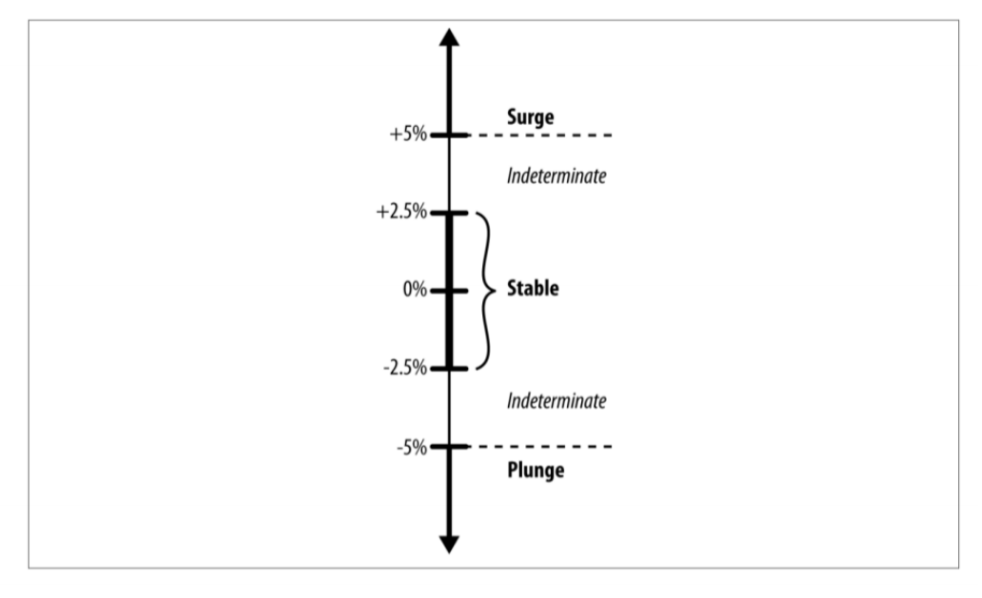 Surge
+5%
Indeterminate
+2.5%
0%
Stable
-2.5%
Indeterminate
-5%
Plunge